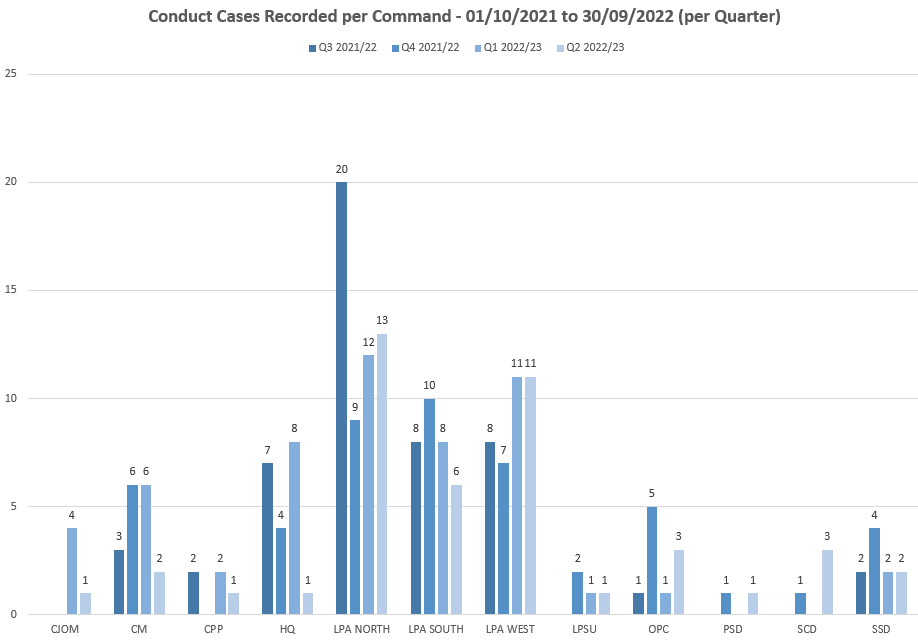 Conduct Cases Recorded per Command - 01/10/2021 to 30/09/2022 (per Quarter)
Q3 2021/22 Q4 2021/22 Q1 2022/23 Q2 2022/23
25
20
15
10
5
0
4 1
3 6 6 2
2 2 1
7 4 8 1
20 9 12 13
8 10 8 6
8 7 11 11
2 1 1
1 5 1 3
1 1
1 3
2 4 2 2
CJOM CM CPP HQ LPA NORTH LPA SOUTH LPA WEST LPSU OPC PSD SCD SSD